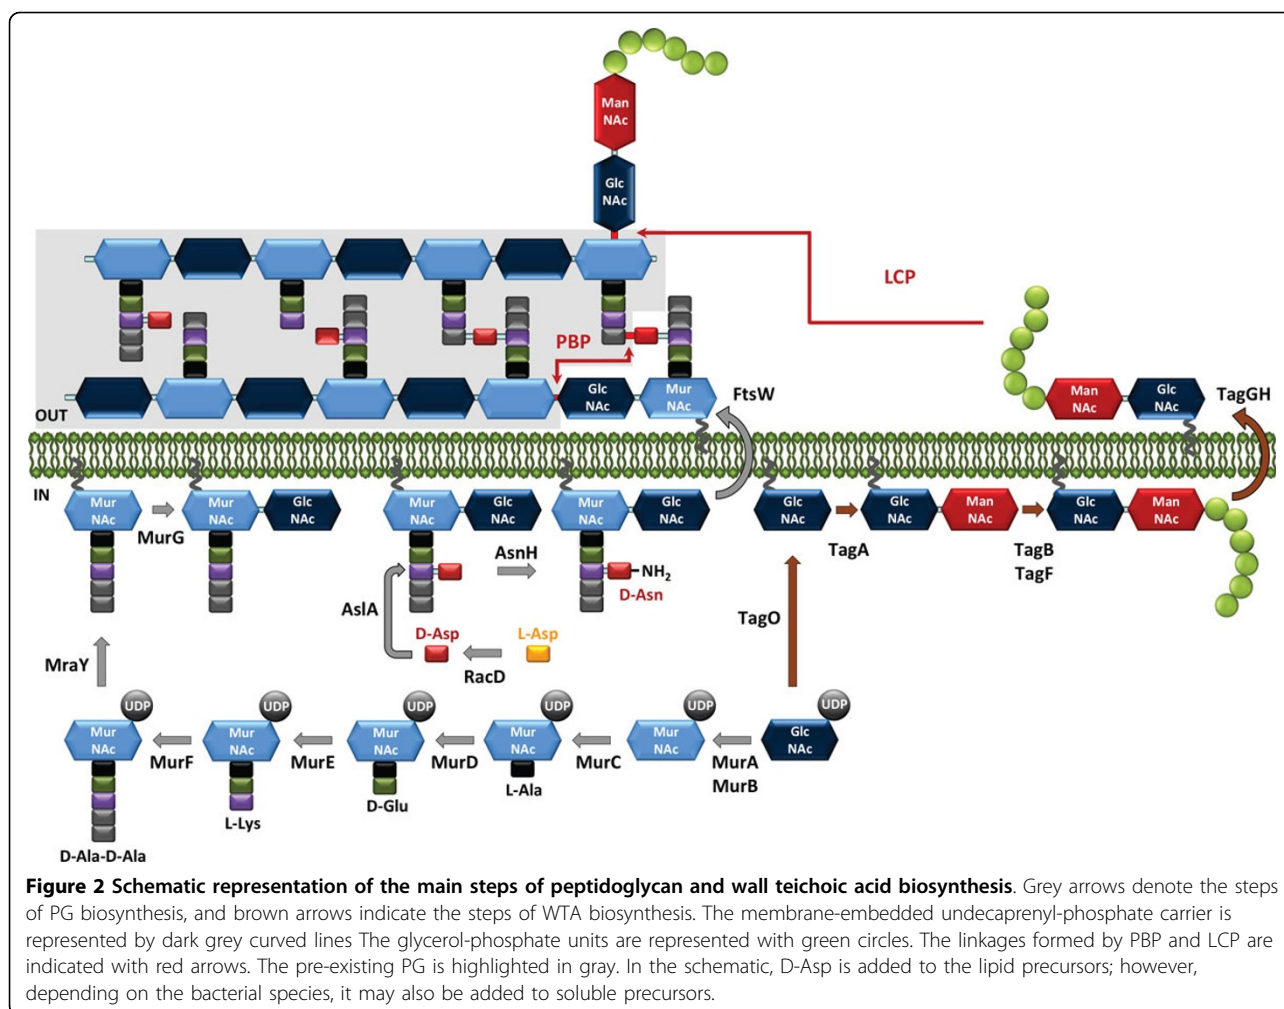 Man
NAc
Glc
NAc
LCP
PBP
Glc
NAc
Mur
NAc
FtsW
Man
NAc
Glc
NAc
TagGH
OUT
IN
Mur
NAc
MurG
Mur
NAc
Glc
NAc
Mur
NAc
Glc
NAc
AsnH
Mur
NAc
Glc
NAc
NH2
D-Asn
Glc
NAc
TagA
Glc
NAc
Man
NAc
TagB
TagF
Glc
NAc
Man
NAc
AslA
D-Asp
RacD
L-Asp
TagO
MraY
UDP
Mur
NAc
MurF
UDP
Mur
NAc
MurE
UDP
Mur
NAc
MurD
UDP
Mur
NAc
MurC
UDP
Mur
NAc
MurA
MurB
UDP
Glc
NAc
L-Ala
D-Glu
L-Lys
D-Ala-D-Ala
Figure 2 Schematic representation of the main steps of peptidoglycan and wall teichoic acid biosynthesis. Grey arrows denote the steps
of PG biosynthesis, and brown arrows indicate the steps of WTA biosynthesis. The membrane-embedded undecaprenyl-phosphate carrier is
represented by dark grey curved lines The glycerol-phosphate units are represented with green circles. The linkages formed by PBP and LCP are
indicated with red arrows. The pre-existing PG is highlighted in gray. In the schematic, D-Asp is added to the lipid precursors; however,
depending on the bacterial species, it may also be added to soluble precursors.